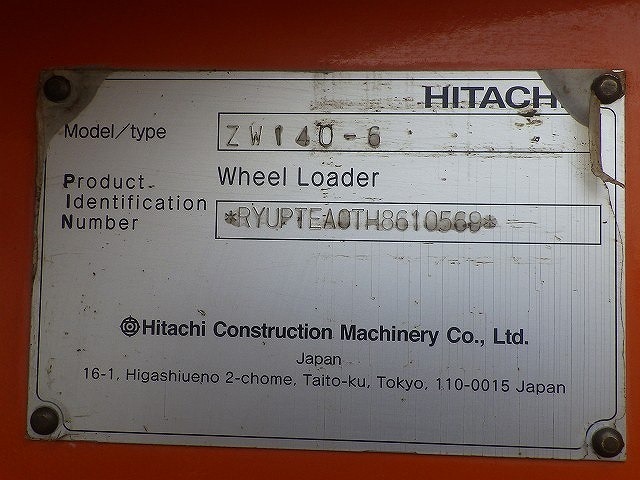 HITACHI
Model/type ZW140-6
Product Identification Number
Wheel Loader
*RYUPTEA0TH8610569*
Hitachi Construction Machinery Co., Ltd.
Japan
16-1, Higashiueno 2-chome, Taito-ku, Tokyo, 110-0015 Japan